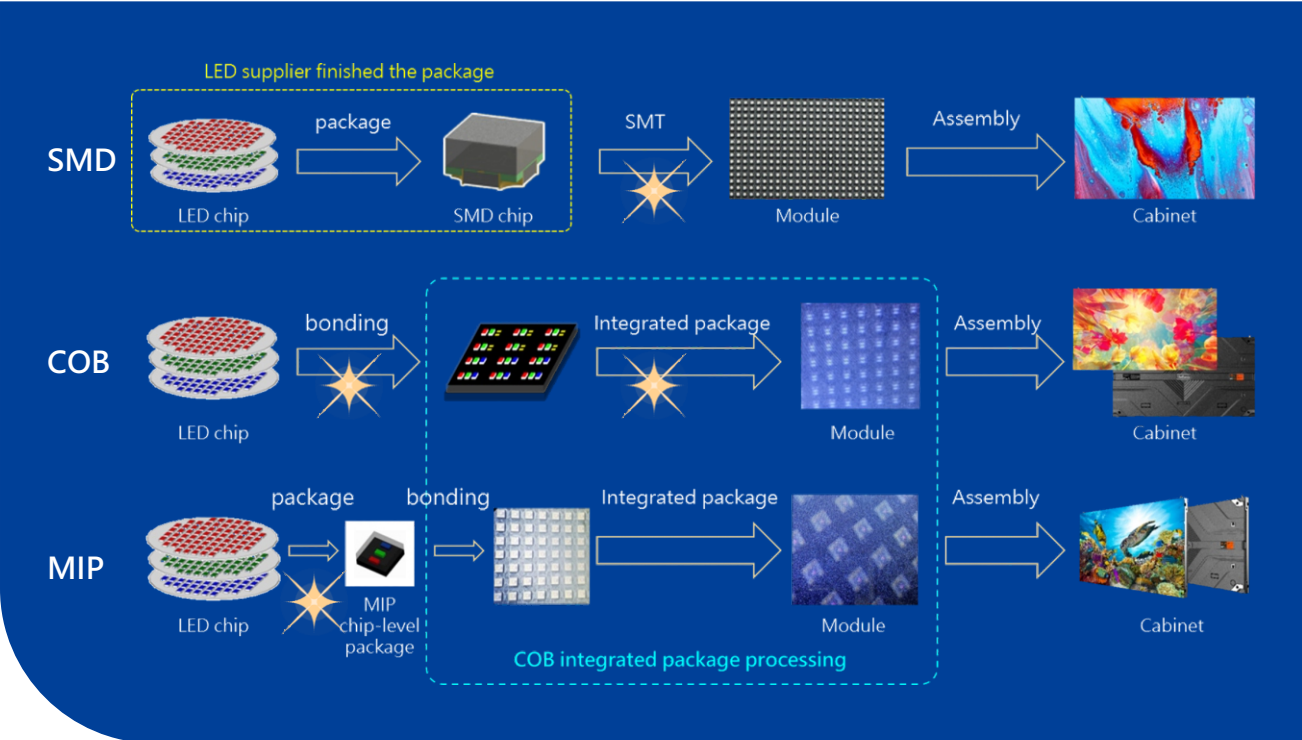 LED supplier finished the package
SMD
package
SMT
Assembly
LED chip
SMD chip
Module
Cabinet
COB
bonding
Integrated package
Assembly
LED chip
Module
Cabinet
MIP
package
bonding
Integrated package
Assembly
LED chip
MIP
chip-level
package
Module
Cabinet
COB integrated package processing